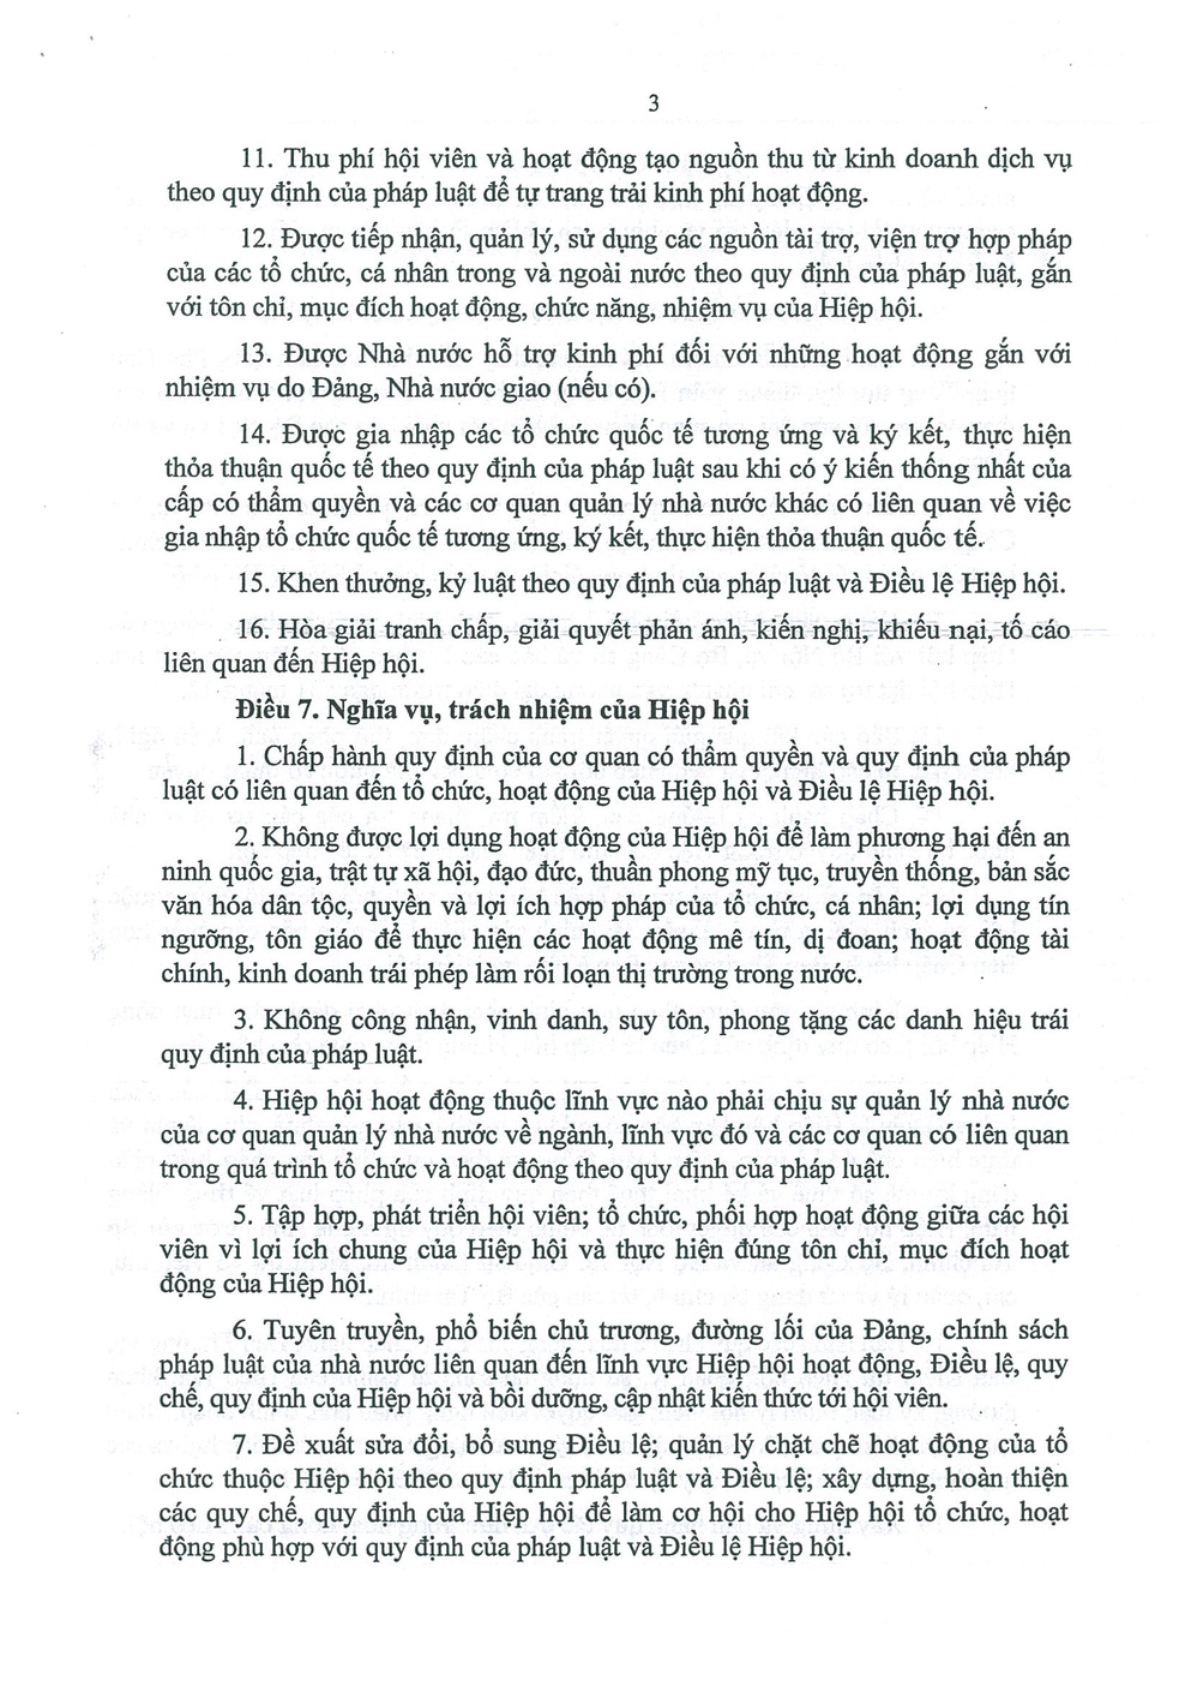 3
11. Thu phí hội viên và hoạt động tạo nguồn thu từ kinh doanh dịch vụ
theo quy định của pháp luật để tự trang trải kinh phí hoạt động.
12. Được tiếp nhận, quản lý, sử dụng các nguồn tài trợ, viện trợ hợp pháp
của các tổ chức, cá nhân trong và ngoài nước theo quy định của pháp luật, gắn
với tôn chỉ, mục đích hoạt động, chức năng, nhiệm vụ của Hiệp hội.
13. Được Nhà nước hỗ trợ kinh phí đối với những hoạt động gắn với
nhiệm vụ do Đảng, Nhà nước giao (nếu có).
14. Được gia nhập các tổ chức quốc tế tương ứng và ký kết, thực hiện
thỏa thuận quốc tế theo quy định của pháp luật sau khi có ý kiến thống nhất của
cấp có thẩm quyền và các cơ quan quản lý nhà nước khác có liên quan về việc
gia nhập tổ chức quốc tế tương ứng, ký kết, thực hiện thỏa thuận quốc tế.
15. Khen thưởng, kỷ luật theo quy định của pháp luật và Điều lệ Hiệp hội.
16. Hòa giải tranh chấp, giải quyết phản ánh, kiến nghị, khiếu nại, tố cáo
liên quan đến Hiệp hội.
Điều 7. Nghĩa vụ, trách nhiệm của Hiệp hội
1. Chấp hành quy định của cơ quan có thẩm quyền và quy định của pháp
luật có liên quan đến tổ chức, hoạt động của Hiệp hội và Điều lệ Hiệp hội.
2. Không được lợi dụng hoạt động của Hiệp hội để làm phương hại đến an
ninh quốc gia, trật tự xã hội, đạo đức, thuần phong mỹ tục, truyền thống, bản sắc
văn hóa dân tộc, quyền và lợi ích hợp pháp của tổ chức, cá nhân; lợi dụng tín
ngưỡng, tôn giáo để thực hiện các hoạt động mê tín, dị đoan; hoạt động tài
chính, kinh doanh trái phép làm rối loạn thị trường trong nước.
3. Không công nhận, vinh danh, suy tôn, phong tặng các danh hiệu trái
quy định của pháp luật.
4. Hiệp hội hoạt động thuộc lĩnh vực nào phải chịu sự quản lý nhà nước
của cơ quan quản lý nhà nước về ngành, lĩnh vực đó và các cơ quan có liên quan
trong quá trình tổ chức và hoạt động theo quy định của pháp luật.
5. Tập hợp, phát triển hội viên; tổ chức, phối hợp hoạt động giữa các hội
viên vì lợi ích chung của Hiệp hội và thực hiện đúng tôn chỉ, mục đích hoạt
động của Hiệp hội.
6. Tuyên truyền, phổ biến chủ trương, đường lối của Đảng, chính sách
pháp luật của nhà nước liên quan đến lĩnh vực Hiệp hội hoạt động, Điều lệ, quy
chế, quy định của Hiệp hội và bồi dưỡng, cập nhật kiến thức tới hội viên.
7. Đề xuất sửa đổi, bổ sung Điều lệ; quản lý chặt chẽ hoạt động của tổ
chức thuộc Hiệp hội theo quy định pháp luật và Điều lệ; xây dựng, hoàn thiện
các quy chế, quy định của Hiệp hội để làm cơ hội cho Hiệp hội tổ chức, hoạt
động phù hợp với quy định của pháp luật và Điều lệ Hiệp hội.